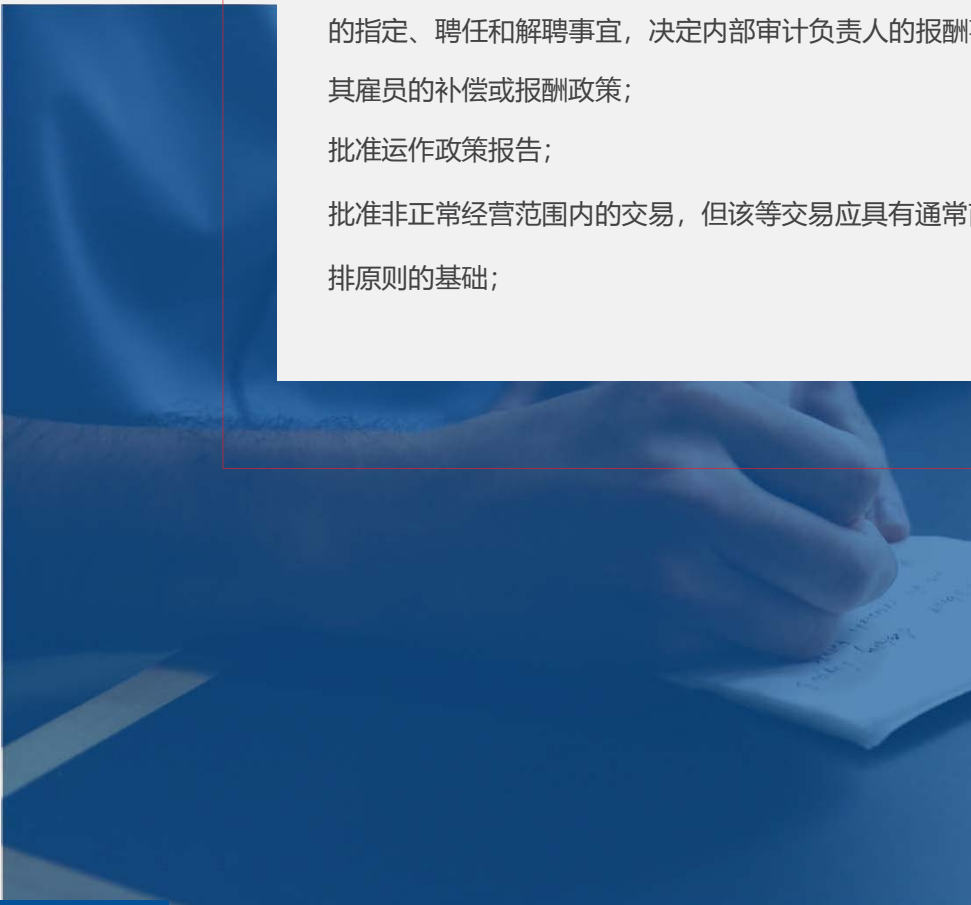 的指定、聘任和解聘事宜，决定内部审计负责人的报酬
其雇员的补偿或报酬政策；
批准运作政策报告；
批准非正常经营范围内的交易，但该等交易应具有通常
排原则的基础；